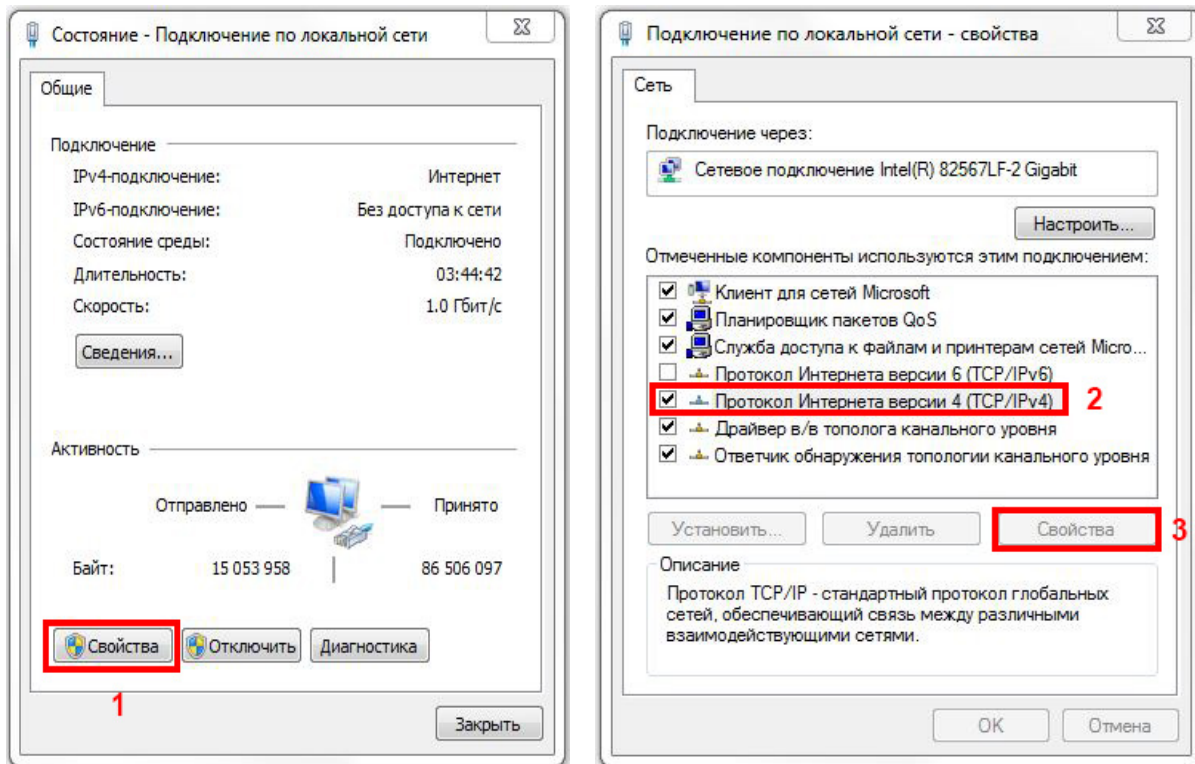 Состояние - Подключение по локальной сети
Общие
Подключение
IPv4-подключение: Интернет
IPv6-подключение: Без доступа к сети
Состояние среды: Подключено
Длительность: 03:44:42
Скорость: 1.0 Гбит/с
Сведения...
Активность
Отправлено Принято
Байт: 15 053 958 86 506 097
Свойства Отключить Диагностика
1
Закрыть
Подключение по локальной сети - свойства
Сеть
Подключение через:
Сетевое подключение Intel(R) 82567LF-2 Gigabit
Настроить...
Отмеченные компоненты используются этим подключением:
Клиент для сетей Microsoft
Планировщик пакетов QoS
Служба доступа к файлам и принтерам сетей Micro...
Протокол Интернета версии 6 (TCP/IPv6)
Протокол Интернета версии 4 (TCP/IPv4) 2
Драйвер в/в тополога канального уровня
Ответчик обнаружения топологии канального уровня
Установить... Удалить Свойства 3
Описание
Протокол TCP/IP - стандартный протокол глобальных
сетей, обеспечивающий связь между различными
взаимодействующими сетями.
OK Отмена